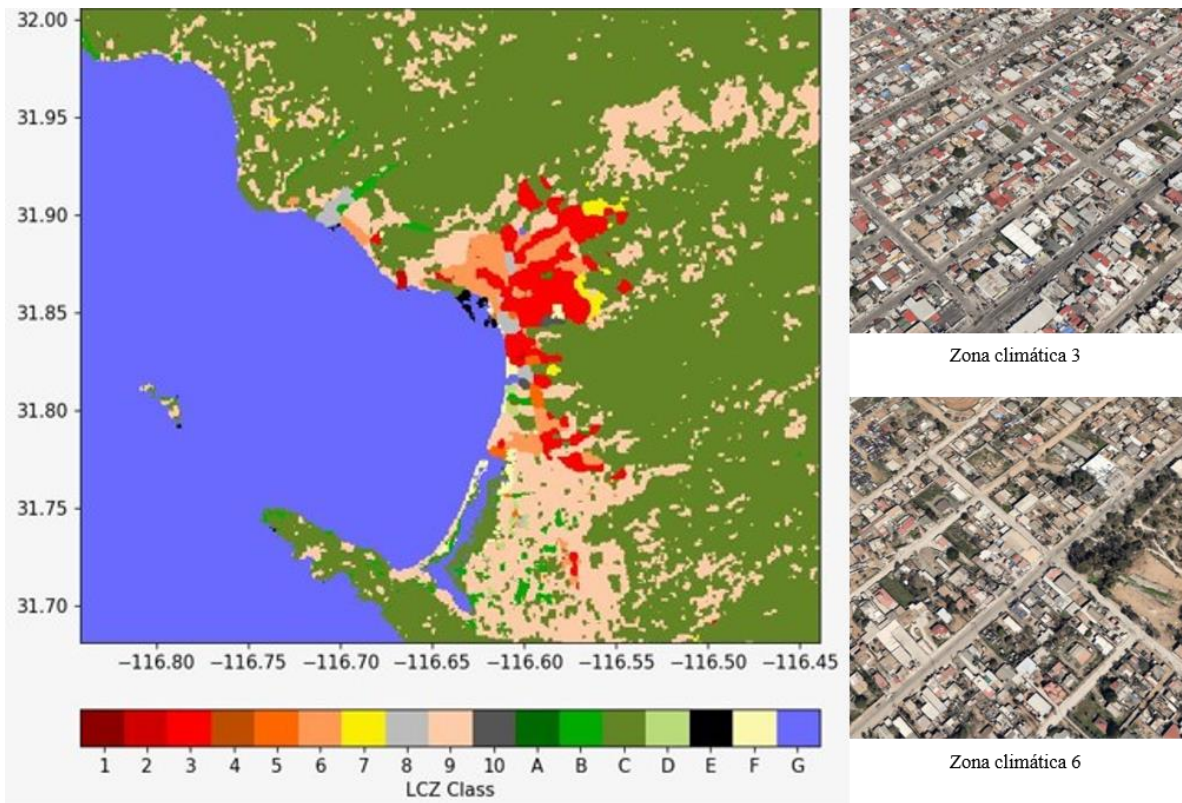 32.00
31.95
31.90
31.85
31.80
31.75
31.70
−116.80 −116.75 −116.70 −116.65 −116.60 −116.55 −116.50 −116.45
1 2 3 4 5 6 7 8 9 10 A B C D E F G
LCZ Class
Zona climática 3
Zona climática 6